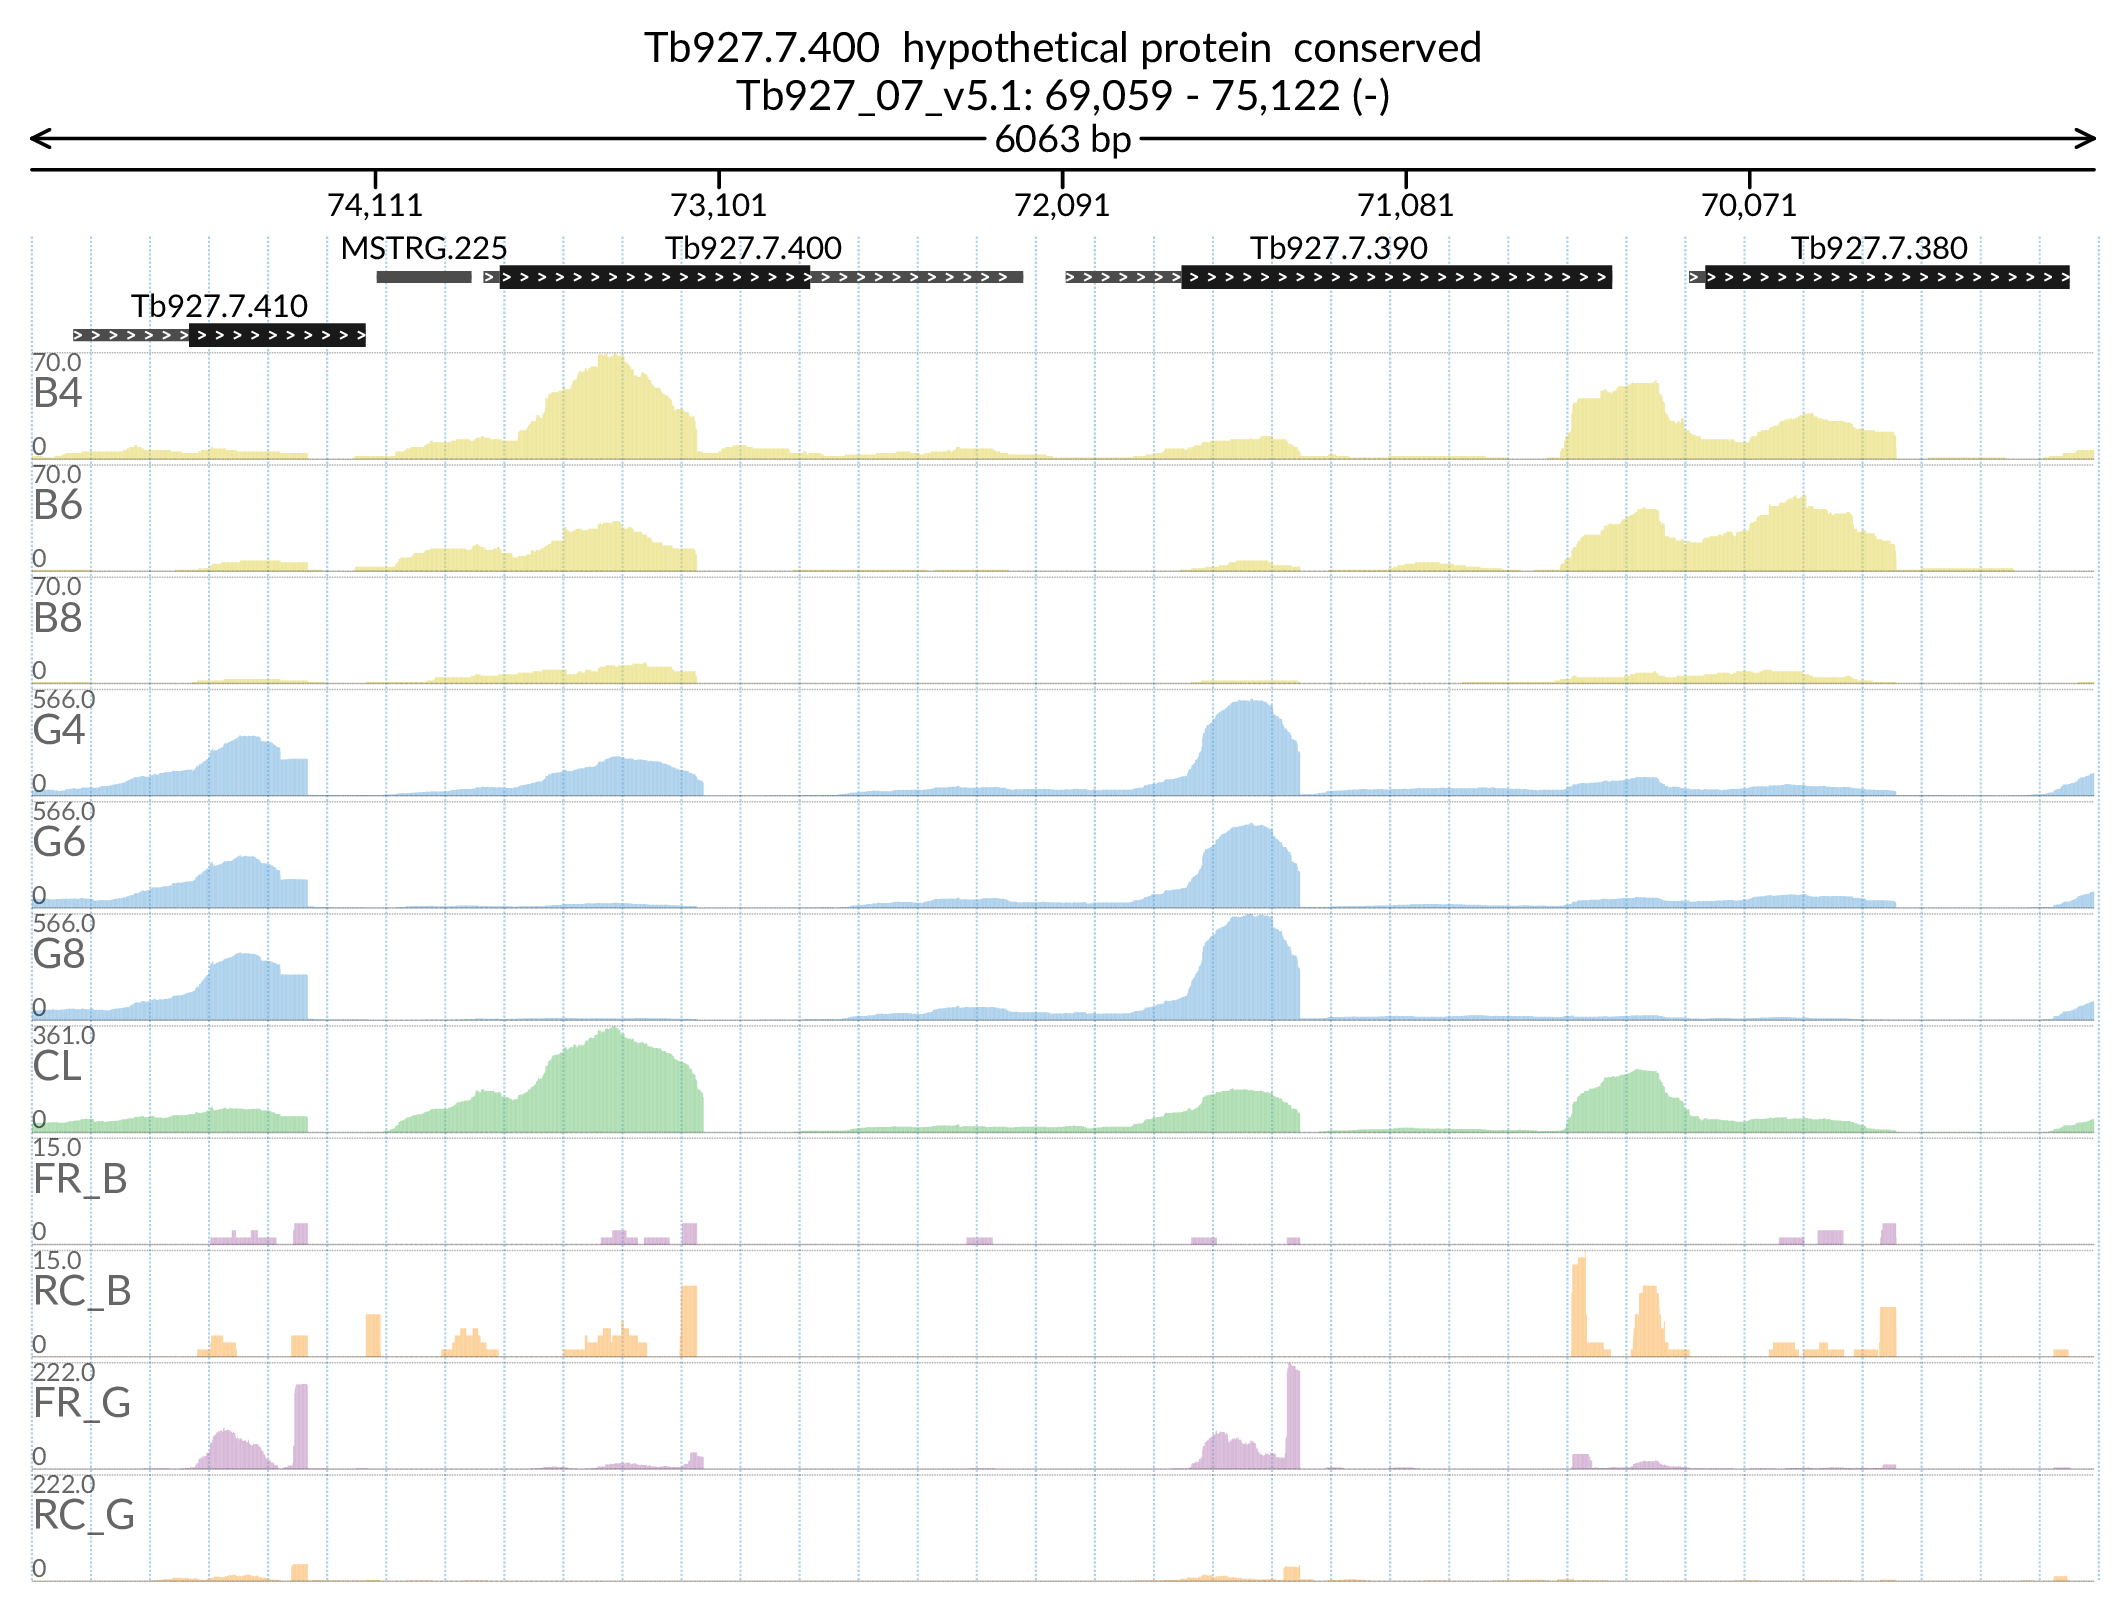 Tb927.7.400 hypothetical protein conserved
Tb927_07_v5.1: 69,059 - 75,122 (-)
6063 bp
74,111 73,101 72,091 71,081 70,071
MSTRG.225 Tb927.7.400 Tb927.7.390 Tb927.7.380
Tb927.7.410
70.0
B4
0
70.0
B6
0
70.0
B8
0
566.0
G4
0
566.0
G6
0
566.0
G8
0
361.0
CL
0
15.0
FR_B
0
15.0
RC_B
0
222.0
FR_G
0
222.0
RC_G
0